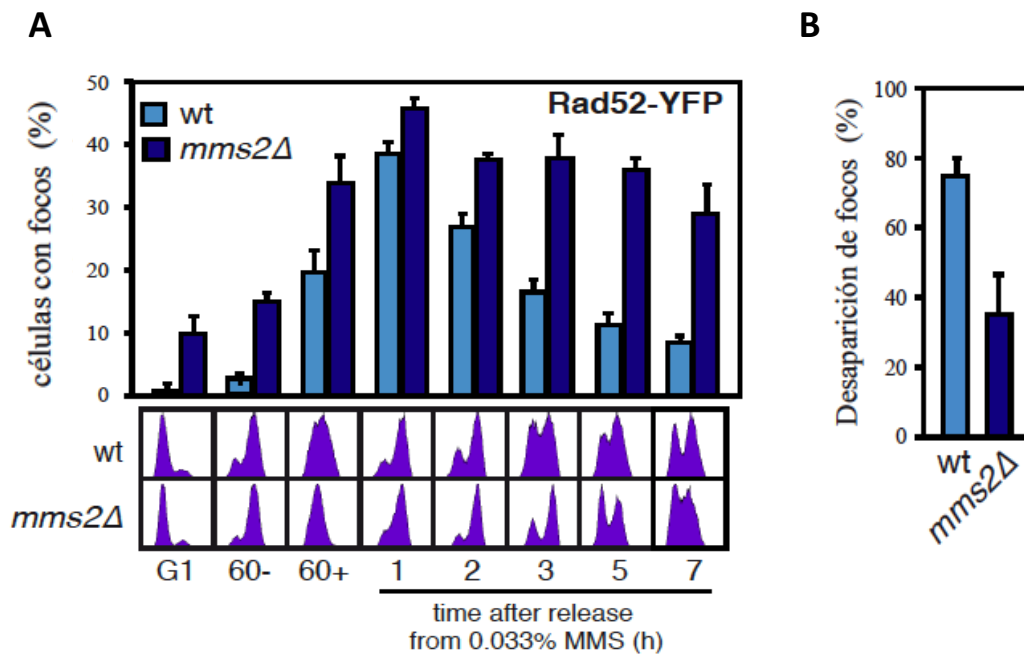 A
B
células con focos (%)
50
40
30
20
10
0
wt
mms2Δ
Rad52-YFP
wt
mms2Δ
G1 60- 60+ 1 2 3 5 7
time after release
from 0.033% MMS (h)
Desaparición de focos (%)
100
80
60
40
20
0
wt
mms2Δ